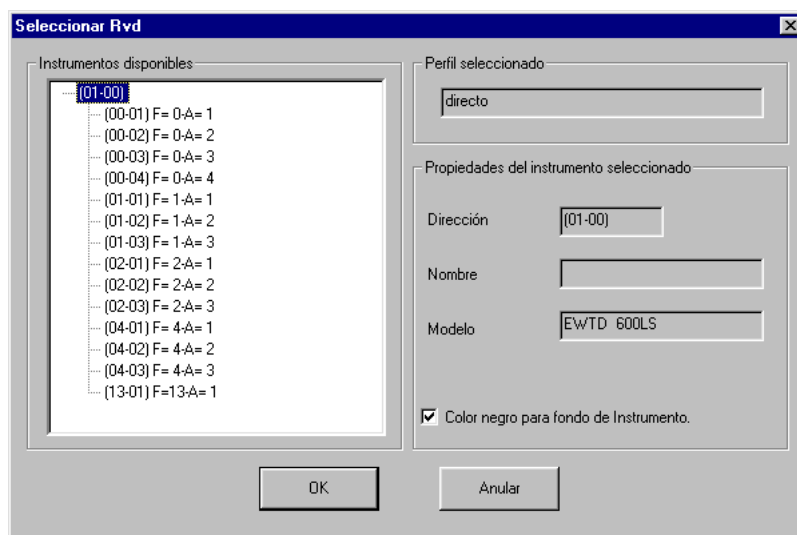 Seleccionar Rvd
Instrumentos disponibles
(01-00)
(00-01) F= 0-A= 1
(00-02) F= 0-A= 2
(00-03) F= 0-A= 3
(00-04) F= 0-A= 4
(01-01) F= 1-A= 1
(01-02) F= 1-A= 2
(01-03) F= 1-A= 3
(02-01) F= 2-A= 1
(02-02) F= 2-A= 2
(02-03) F= 2-A= 3
(04-01) F= 4-A= 1
(04-02) F= 4-A= 2
(04-03) F= 4-A= 3
(13-01) F=13-A= 1
Perfil seleccionado
directo
Propiedades del instrumento seleccionado
Dirección (01-00)
Nombre
Modelo EWTD 600LS
Color negro para fondo de Instrumento.
OK Anular